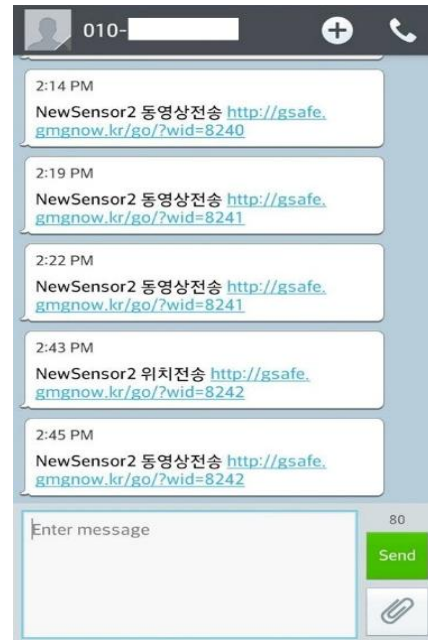 010-
2:14 PM
NewSensor2 동영상전송 http://gsafe.
gmgnow.kr/go/?wid=8240
2:19 PM
NewSensor2 동영상전송 http://gsafe.
gmgnow.kr/go/?wid=8241
2:22 PM
NewSensor2 동영상전송 http://gsafe.
gmgnow.kr/go/?wid=8241
2:43 PM
NewSensor2 위치전송 http://gsafe.
gmgnow.kr/go/?wid=8242
2:45 PM
NewSensor2 동영상전송 http://gsafe.
gmgnow.kr/go/?wid=8242
Enter message
80
Send